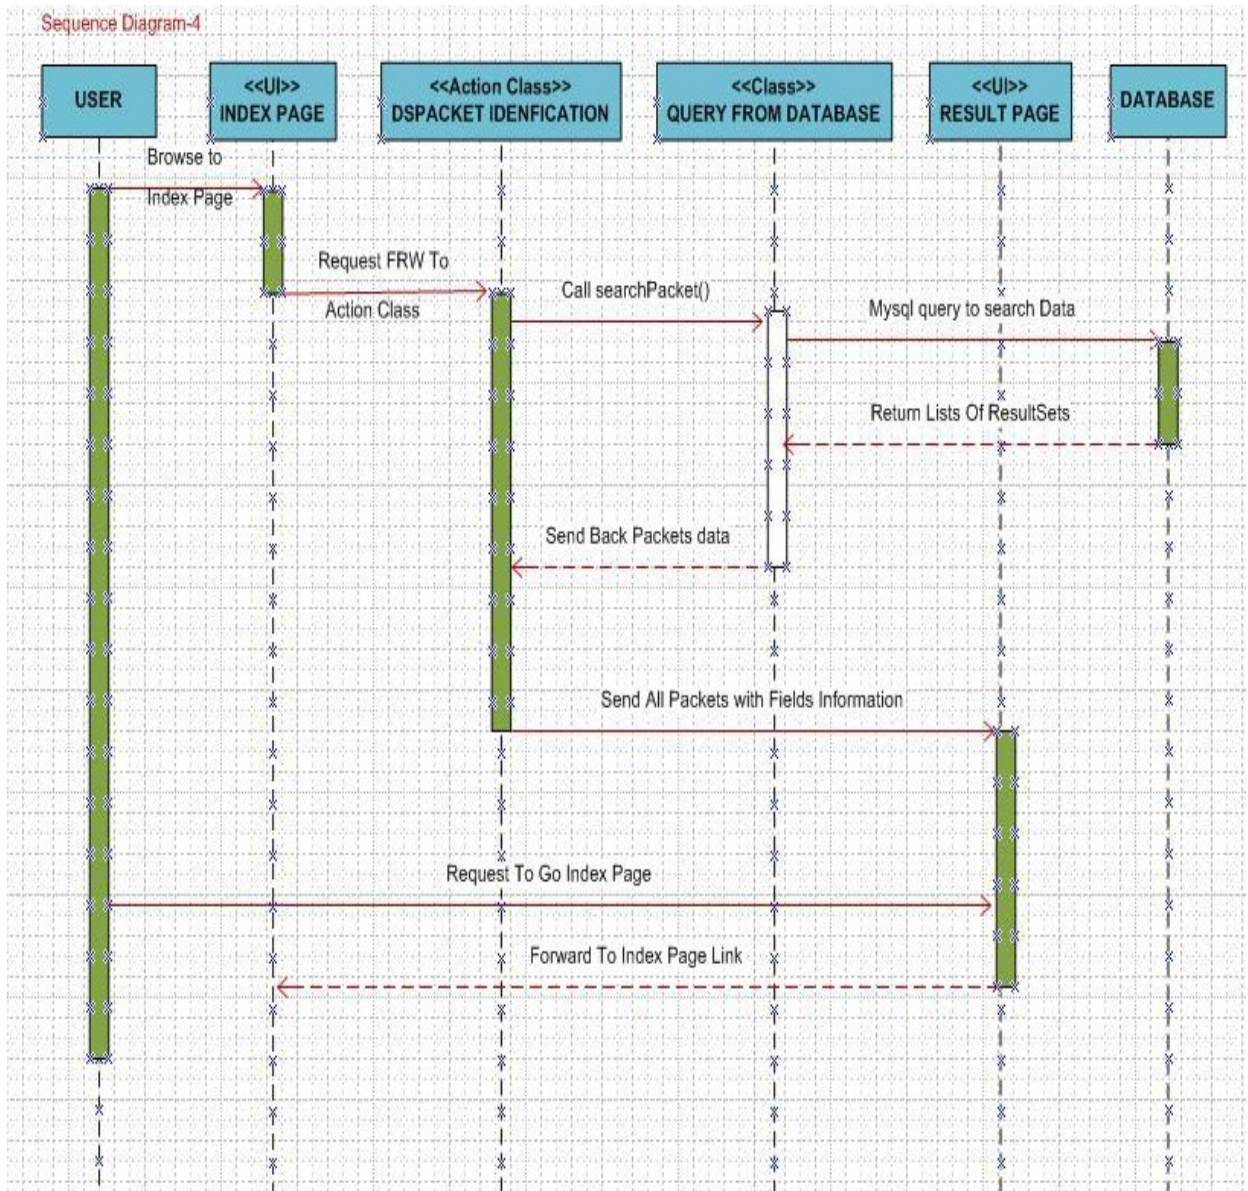 Sequence Diagram-4
USER
<<UI>>
INDEX PAGE
<<Action Class>>
DSPACKET IDENFICATION
<<Class>>
QUERY FROM DATABASE
<<UI>>
RESULT PAGE
DATABASE
Browse to
Index Page
Request FRW To
Action Class
Call searchPacket()
Mysql query to search Data
Return Lists Of ResultSets
Send Back Packets data
Send All Packets with Fields Information
Request To Go Index Page
Forward To Index Page Link